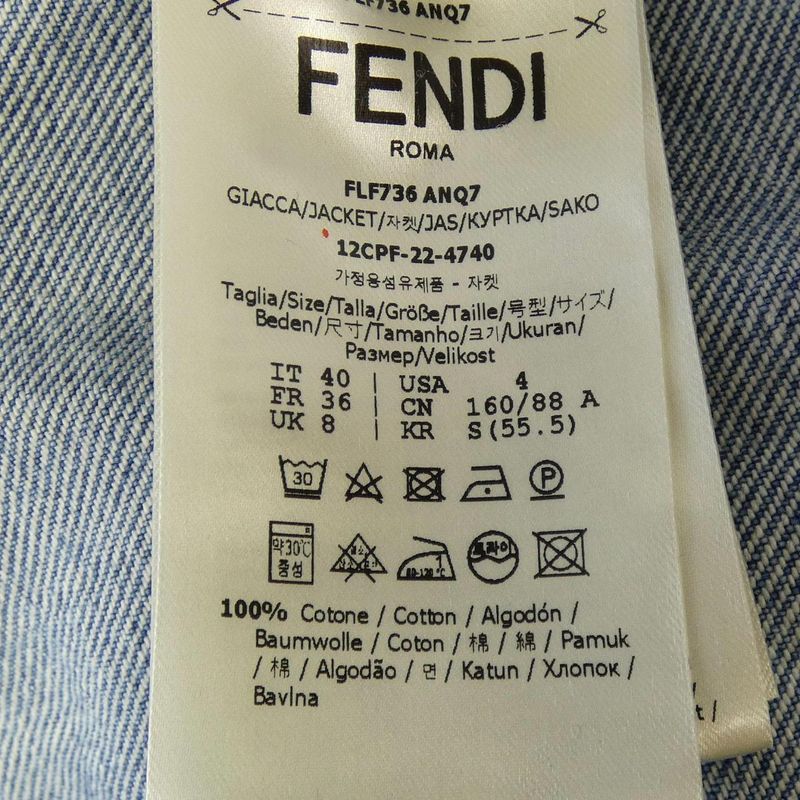 FLF736 ANQ7
FENDI
ROMA
FLF736 ANQ7
GIACCA/JACKET/자켓/JAS/КУРТКА/SAKO
12CPF-22-4740
가정용섬유제품 - 자켓
Taglia/Size/Talla/Größe/Taille/号型/サイズ/
Beden/尺寸/Tamanho/크기/Ukuran/
Размер/Velikost
IT 40 | USA 4
FR 36 | CN 160/88 A
UK 8 | KR S(55.5)
30 P
약30℃
중성
드라이
100% Cotone / Cotton / Algodón /
Baumwolle / Coton / 棉 / 綿 / Pamuk
/ 棉 / Algodão / 면 / Katun / Хлопок /
Bavlna